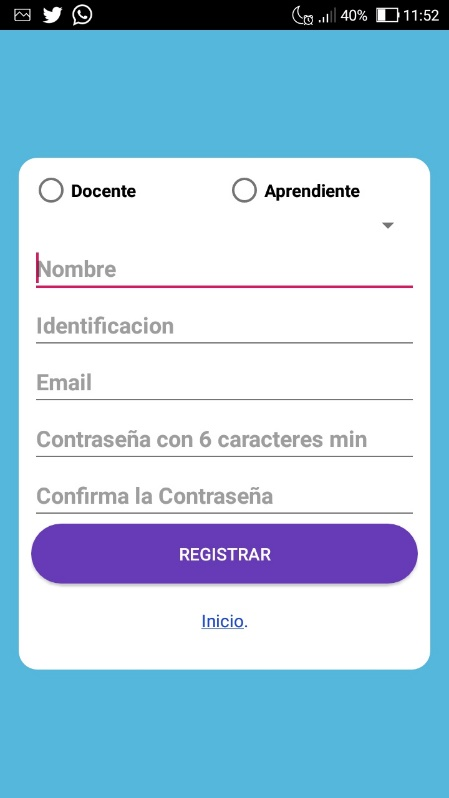 40% 11:52
Docente Aprendiente
Nombre
Identificacion
Email
Contraseña con 6 caracteres min
Confirma la Contraseña
REGISTRAR
Inicio.